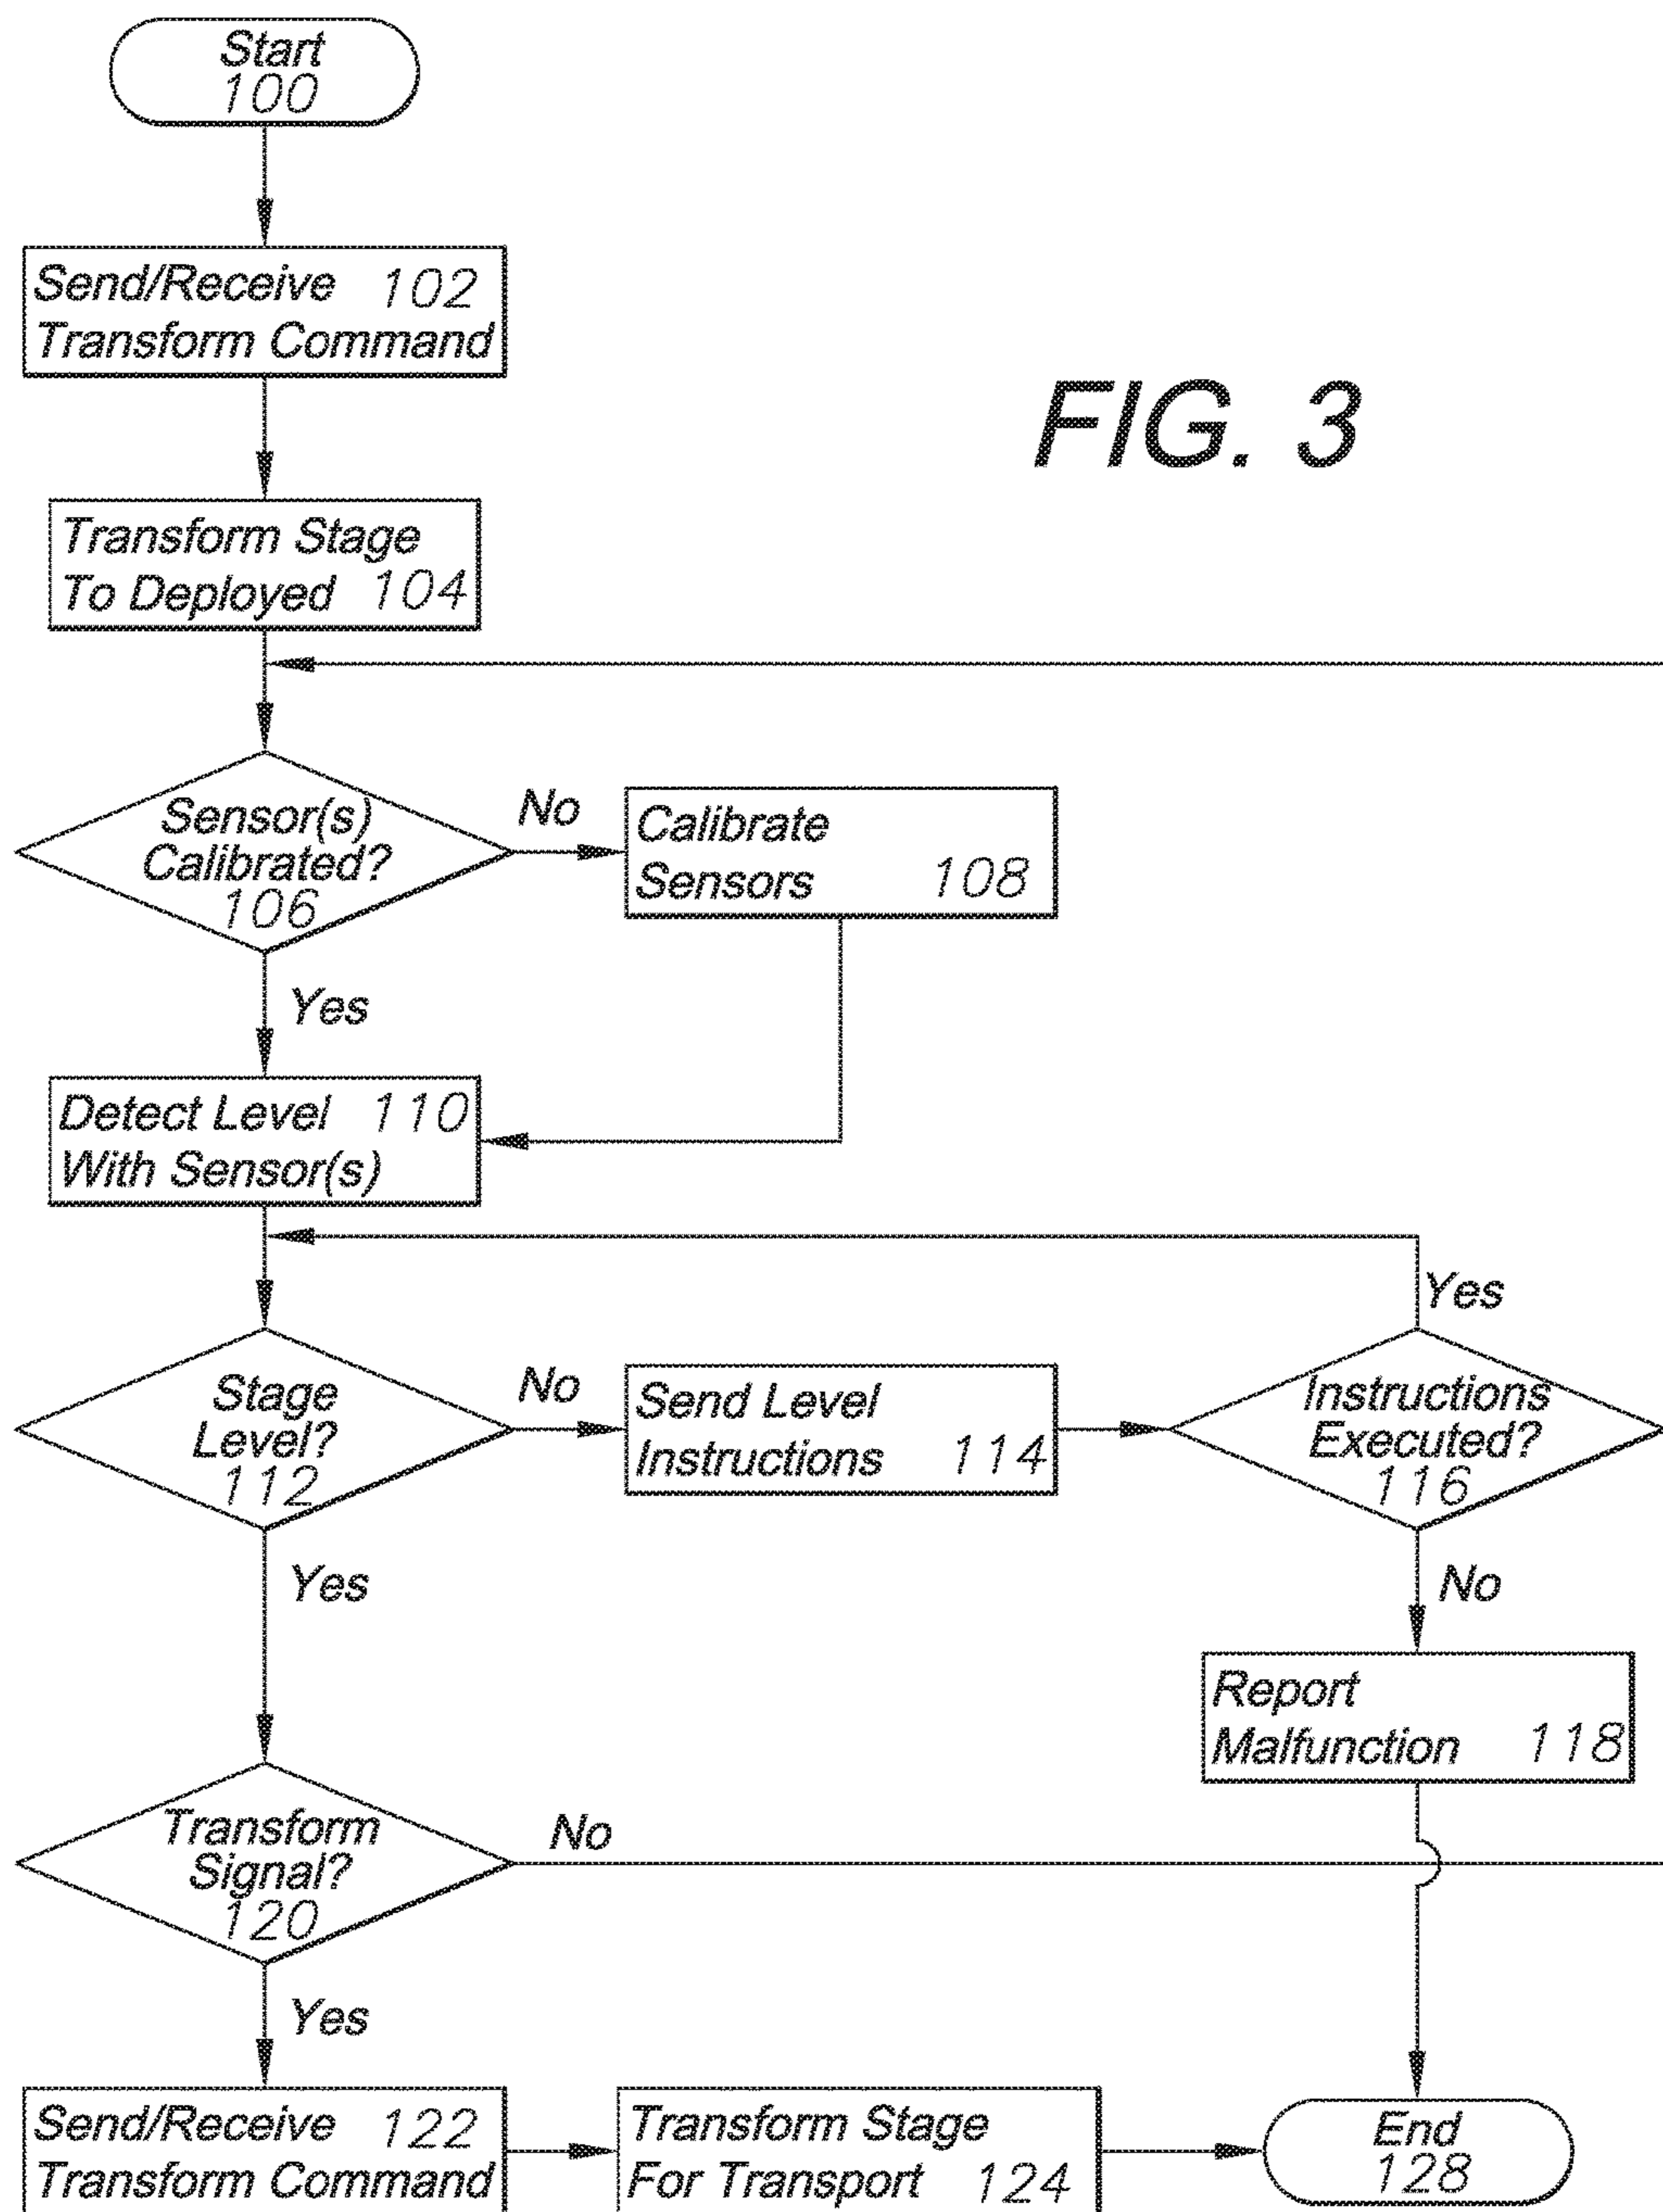 Start
100
Send/Receive 102
Transform Command
FIG. 3
Transform Stage
To Deployed 104
Sensor(s)
Calibrated?
106
No
Calibrate
Sensors 108
Yes
Detect Level 110
With Sensor(s)
Stage
Level?
112
No
Send Level
Instructions 114
Instructions
Executed?
116
Yes
No
Report
Malfunction 118
Yes
Transform
Signal?
120
No
Yes
Send/Receive 122
Transform Command
Transform Stage
For Transport 124
End
128